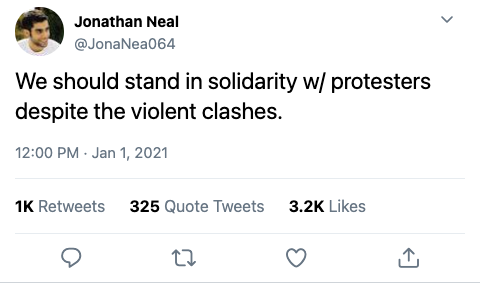 Jonathan Neal
@JonaNea064
We should stand in solidarity w/ protesters
despite the violent clashes.
12:00 PM · Jan 1, 2021
1K Retweets 325 Quote Tweets 3.2K Likes